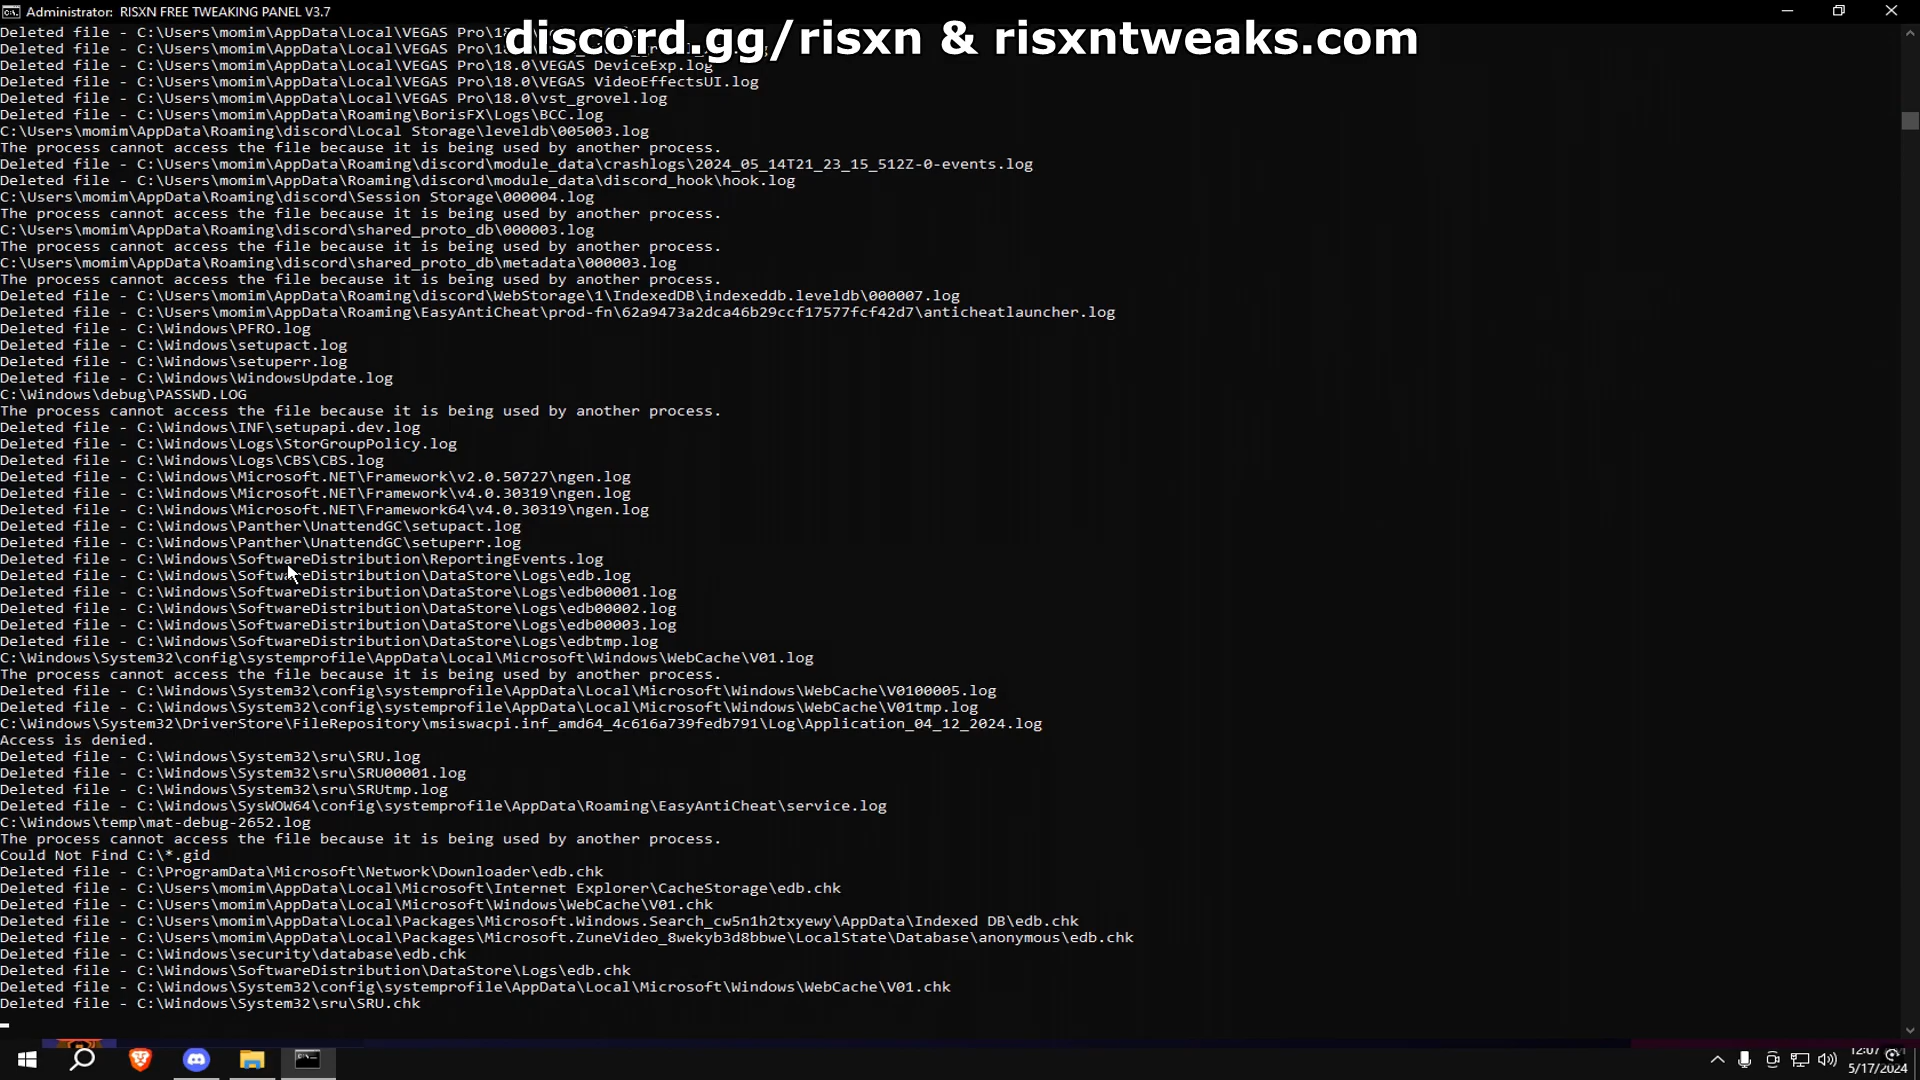 Administrator: RISXN FREE TWEAKING PANEL V3.7
discord.gg/risxn & risxntweaks.com
Deleted file - C:\Users\momim\AppData\Local\VEGAS Pro\18
Deleted file - C:\Users\momim\AppData\Local\VEGAS Pro\18
Deleted file - C:\Users\momim\AppData\Local\VEGAS Pro\18.0\VEGAS DeviceExp.log
Deleted file - C:\Users\momim\AppData\Local\VEGAS Pro\18.0\VEGAS VideoEffectsUI.log
Deleted file - C:\Users\momim\AppData\Local\VEGAS Pro\18.0\vst_grovel.log
Deleted file - C:\Users\momim\AppData\Roaming\BorisFX\Logs\BCC.log
C:\Users\momim\AppData\Roaming\discord\Local Storage\leveldb\005003.log
The process cannot access the file because it is being used by another process.
Deleted file - C:\Users\momim\AppData\Roaming\discord\module_data\crashlogs\2024_05_14T21_23_15_512Z-0-events.log
Deleted file - C:\Users\momim\AppData\Roaming\discord\module_data\discord_hook\hook.log
C:\Users\momim\AppData\Roaming\discord\Session Storage\000004.log
The process cannot access the file because it is being used by another process.
C:\Users\momim\AppData\Roaming\discord\shared_proto_db\000003.log
The process cannot access the file because it is being used by another process.
C:\Users\momim\AppData\Roaming\discord\shared_proto_db\metadata\000003.log
The process cannot access the file because it is being used by another process.
Deleted file - C:\Users\momim\AppData\Roaming\discord\WebStorage\1\IndexedDB\indexeddb.leveldb\000007.log
Deleted file - C:\Users\momim\AppData\Roaming\EasyAntiCheat\prod-fn\62a9473a2dca46b29ccf17577fcf42d7\anticheatlauncher.log
Deleted file - C:\Windows\PFRO.log
Deleted file - C:\Windows\setupact.log
Deleted file - C:\Windows\setuperr.log
Deleted file - C:\Windows\WindowsUpdate.log
C:\Windows\debug\PASSWD.LOG
The process cannot access the file because it is being used by another process.
Deleted file - C:\Windows\INF\setupapi.dev.log
Deleted file - C:\Windows\Logs\StorGroupPolicy.log
Deleted file - C:\Windows\Logs\CBS\CBS.log
Deleted file - C:\Windows\Microsoft.NET\Framework\v2.0.50727\ngen.log
Deleted file - C:\Windows\Microsoft.NET\Framework\v4.0.30319\ngen.log
Deleted file - C:\Windows\Microsoft.NET\Framework64\v4.0.30319\ngen.log
Deleted file - C:\Windows\Panther\UnattendGC\setupact.log
Deleted file - C:\Windows\Panther\UnattendGC\setuperr.log
Deleted file - C:\Windows\SoftwareDistribution\ReportingEvents.log
Deleted file - C:\Windows\SoftwareDistribution\DataStore\Logs\edb.log
Deleted file - C:\Windows\SoftwareDistribution\DataStore\Logs\edb00001.log
Deleted file - C:\Windows\SoftwareDistribution\DataStore\Logs\edb00002.log
Deleted file - C:\Windows\SoftwareDistribution\DataStore\Logs\edb00003.log
Deleted file - C:\Windows\SoftwareDistribution\DataStore\Logs\edbtmp.log
C:\Windows\System32\config\systemprofile\AppData\Local\Microsoft\Windows\WebCache\V01.log
The process cannot access the file because it is being used by another process.
Deleted file - C:\Windows\System32\config\systemprofile\AppData\Local\Microsoft\Windows\WebCache\V0100005.log
Deleted file - C:\Windows\System32\config\systemprofile\AppData\Local\Microsoft\Windows\WebCache\V01tmp.log
C:\Windows\System32\DriverStore\FileRepository\msiswacpi.inf_amd64_4c616a739fedb791\Log\Application_04_12_2024.log
Access is denied.
Deleted file - C:\Windows\System32\sru\SRU.log
Deleted file - C:\Windows\System32\sru\SRU00001.log
Deleted file - C:\Windows\System32\sru\SRUtmp.log
Deleted file - C:\Windows\SysWOW64\config\systemprofile\AppData\Roaming\EasyAntiCheat\service.log
C:\Windows\temp\mat-debug-2652.log
The process cannot access the file because it is being used by another process.
Could Not Find C:\*.gid
Deleted file - C:\ProgramData\Microsoft\Network\Downloader\edb.chk
Deleted file - C:\Users\momim\AppData\Local\Microsoft\Internet Explorer\CacheStorage\edb.chk
Deleted file - C:\Users\momim\AppData\Local\Microsoft\Windows\WebCache\V01.chk
Deleted file - C:\Users\momim\AppData\Local\Packages\Microsoft.Windows.Search_cw5n1h2txyewy\AppData\Indexed DB\edb.chk
Deleted file - C:\Users\momim\AppData\Local\Packages\Microsoft.ZuneVideo_8wekyb3d8bbwe\LocalState\Database\anonymous\edb.chk
Deleted file - C:\Windows\security\database\edb.chk
Deleted file - C:\Windows\SoftwareDistribution\DataStore\Logs\edb.chk
Deleted file - C:\Windows\System32\config\systemprofile\AppData\Local\Microsoft\Windows\WebCache\V01.chk
Deleted file - C:\Windows\System32\sru\SRU.chk
12:07
5/17/2024